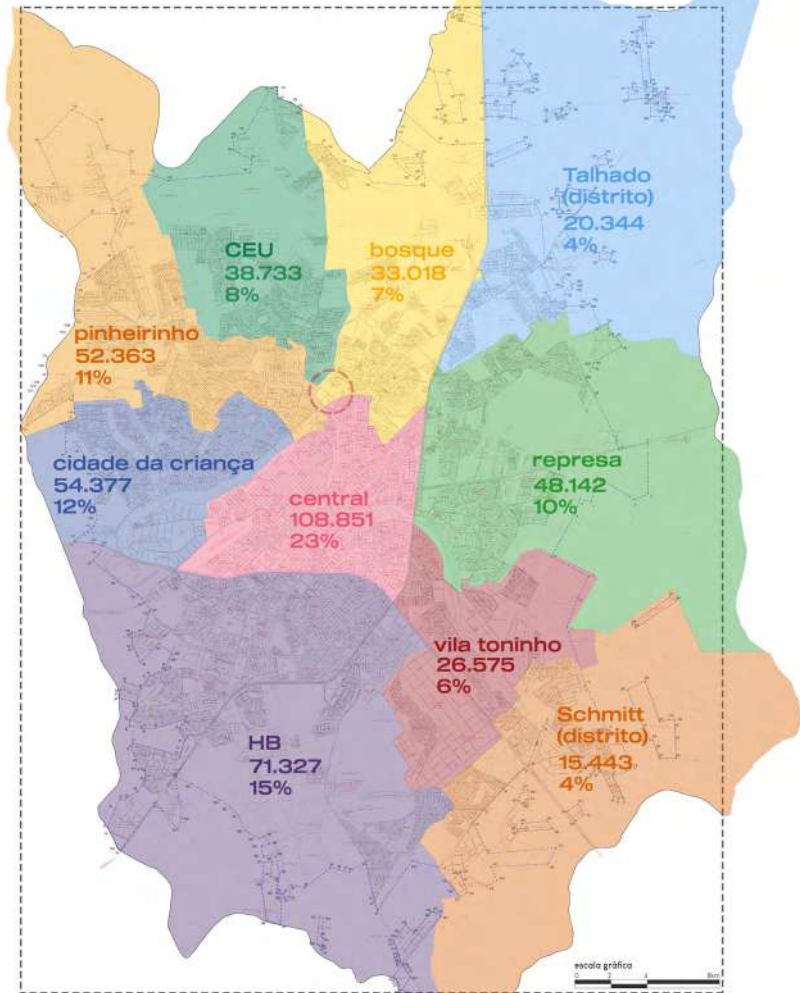 Talhado
(distrito)
20.344
4%
CEU
38.733
8%
bosque
33.018
7%
pinheirinho
52.363
11%
cidade da criança
54.377
12%
central
108.851
23%
represa
48.142
10%
vila toninho
26.575
6%
HB
71.327
15%
Schmitt
(distrito)
15.443
4%
escala gráfica
0 2 4 8km